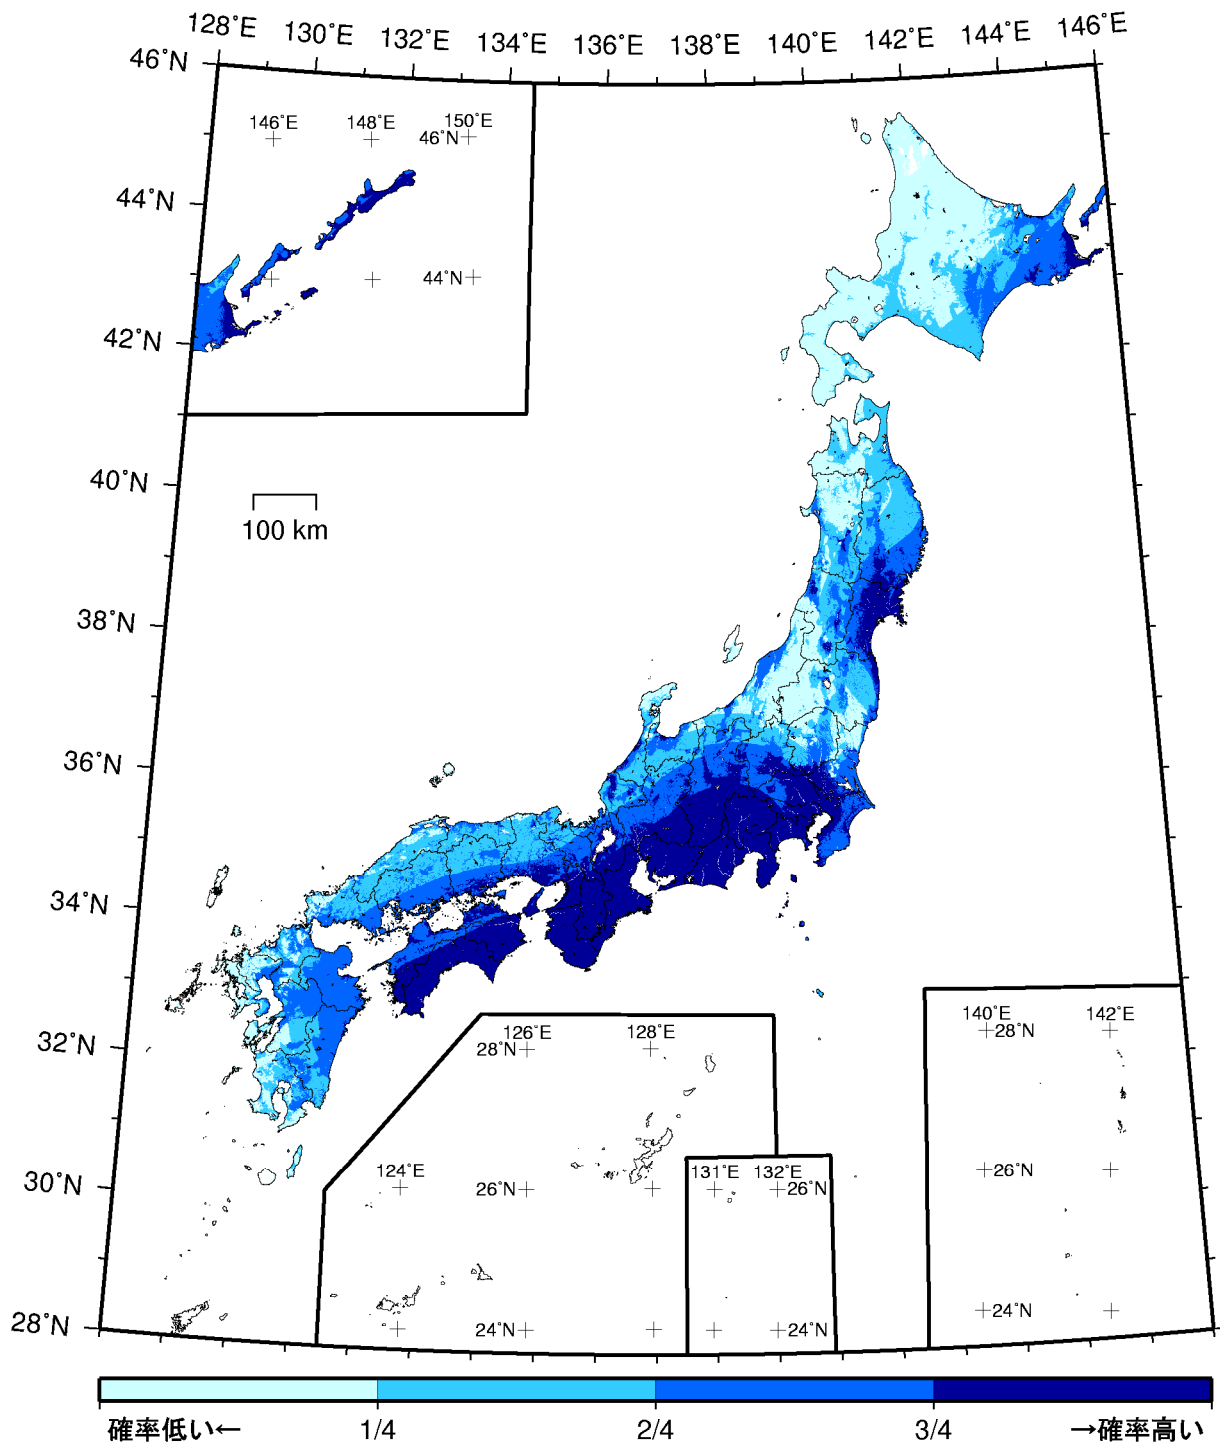 128°E 130°E 132°E 134°E 136°E 138°E 140°E 142°E 144°E 146°E
46°N
146°E 148°E 150°E
46°N
44°N
44°N
42°N
40°N
100 km
38°N
36°N
34°N
32°N
140°E 142°E
28°N
126°E 128°E
28°N
124°E
131°E 132°E
26°N
30°N
26°N
26°N
24°N
28°N
24°N
24°N
確率低い← 1/4 2/4 3/4 →確率高い